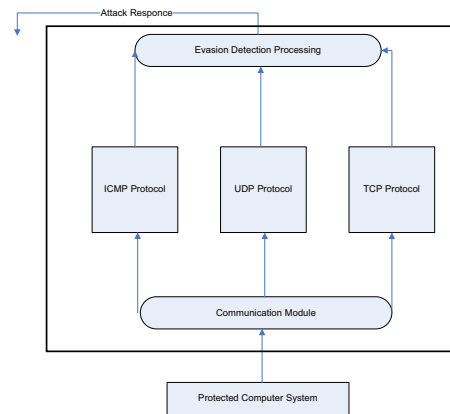 Attack Responce
Evasion Detection Processing
ICMP Protocol
UDP Protocol
TCP Protocol
Communication Module
Protected Computer System